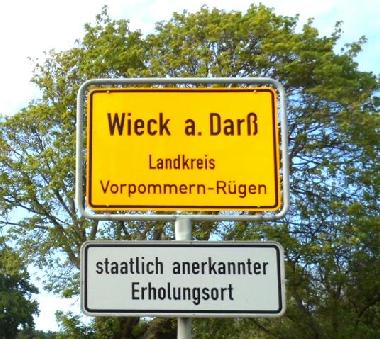 Wieck a. Darß
Landkreis
Vorpommern-Rügen
staatlich anerkannter
Erholungsort